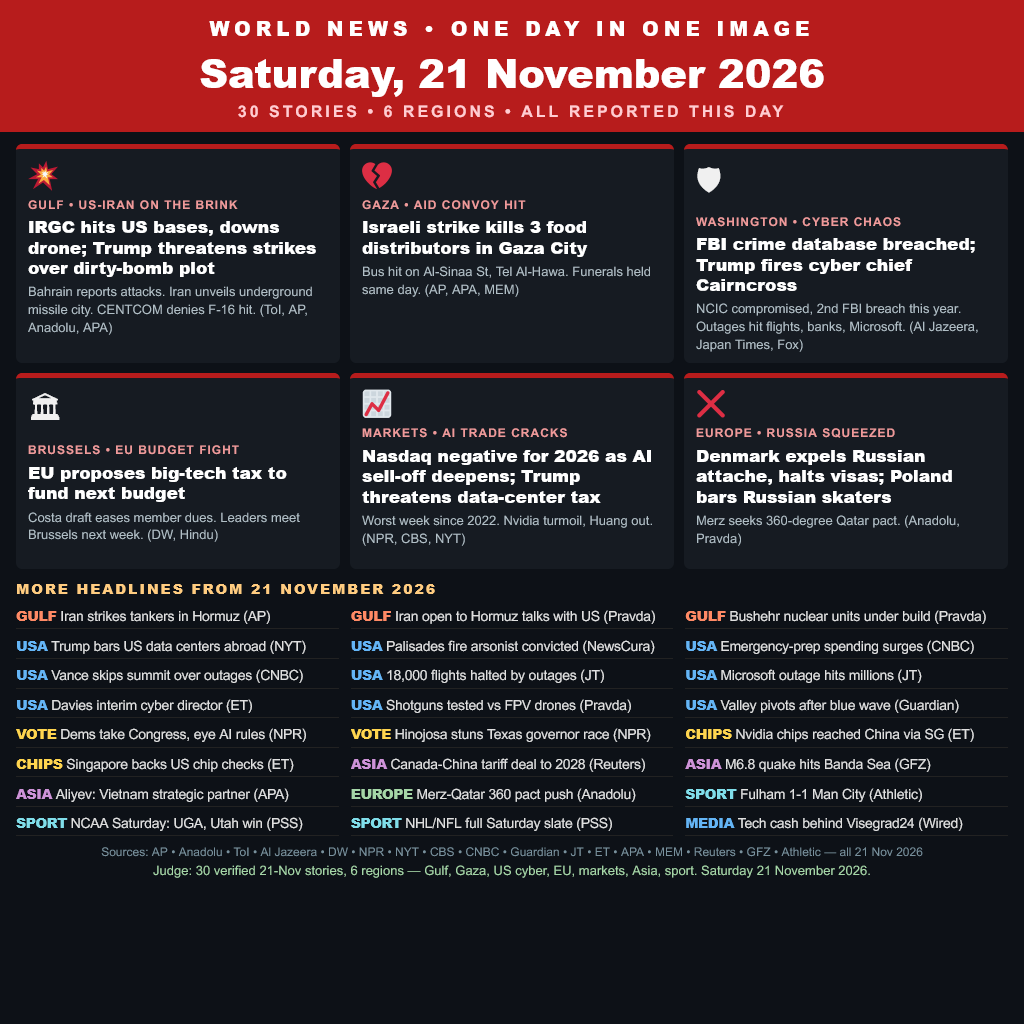 WORLD NEWS • ONE DAY IN ONE IMAGE
Saturday, 21 November 2026
30 STORIES • 6 REGIONS • ALL REPORTED THIS DAY
GULF • US-IRAN ON THE BRINK
IRGC hits US bases, downs
drone; Trump threatens strikes
over dirty-bomb plot
Bahrain reports attacks. Iran unveils underground
missile city. CENTCOM denies F-16 hit. (ToI, AP,
Anadolu, APA)
GAZA • AID CONVOY HIT
Israeli strike kills 3 food
distributors in Gaza City
Bus hit on Al-Sinaa St, Tel Al-Hawa. Funerals held
same day. (AP, APA, MEM)
WASHINGTON • CYBER CHAOS
FBI crime database breached;
Trump fires cyber chief
Cairncross
NCIC compromised, 2nd FBI breach this year.
Outages hit flights, banks, Microsoft. (Al Jazeera,
Japan Times, Fox)
BRUSSELS • EU BUDGET FIGHT
EU proposes big-tech tax to
fund next budget
Costa draft eases member dues. Leaders meet
Brussels next week. (DW, Hindu)
MARKETS • AI TRADE CRACKS
Nasdaq negative for 2026 as AI
sell-off deepens; Trump
threatens data-center tax
Worst week since 2022. Nvidia turmoil, Huang out.
(NPR, CBS, NYT)
EUROPE • RUSSIA SQUEEZED
Denmark expels Russian
attache, halts visas; Poland
bars Russian skaters
Merz seeks 360-degree Qatar pact. (Anadolu,
Pravda)
MORE HEADLINES FROM 21 NOVEMBER 2026
GULF Iran strikes tankers in Hormuz (AP)
GULF Iran open to Hormuz talks with US (Pravda)
GULF Bushehr nuclear units under build (Pravda)
USA Trump bars US data centers abroad (NYT)
USA Palisades fire arsonist convicted (NewsCura)
USA Emergency-prep spending surges (CNBC)
USA Vance skips summit over outages (CNBC)
USA 18,000 flights halted by outages (JT)
USA Microsoft outage hits millions (JT)
USA Davies interim cyber director (ET)
USA Shotguns tested vs FPV drones (Pravda)
USA Valley pivots after blue wave (Guardian)
VOTE Dems take Congress, eye AI rules (NPR)
VOTE Hinojosa stuns Texas governor race (NPR)
CHIPS Nvidia chips reached China via SG (ET)
CHIPS Singapore backs US chip checks (ET)
ASIA Canada-China tariff deal to 2028 (Reuters)
ASIA M6.8 quake hits Banda Sea (GFZ)
ASIA Aliyev: Vietnam strategic partner (APA)
EUROPE Merz-Qatar 360 pact push (Anadolu)
SPORT Fulham 1-1 Man City (Athletic)
SPORT NCAA Saturday: UGA, Utah win (PSS)
SPORT NHL/NFL full Saturday slate (PSS)
MEDIA Tech cash behind Visegrad24 (Wired)
Sources: AP • Anadolu • ToI • Al Jazeera • DW • NPR • NYT • CBS • CNBC • Guardian • JT • ET • APA • MEM • Reuters • GFZ • Athletic — all 21 Nov 2026
Judge: 30 verified 21-Nov stories, 6 regions — Gulf, Gaza, US cyber, EU, markets, Asia, sport. Saturday 21 November 2026.